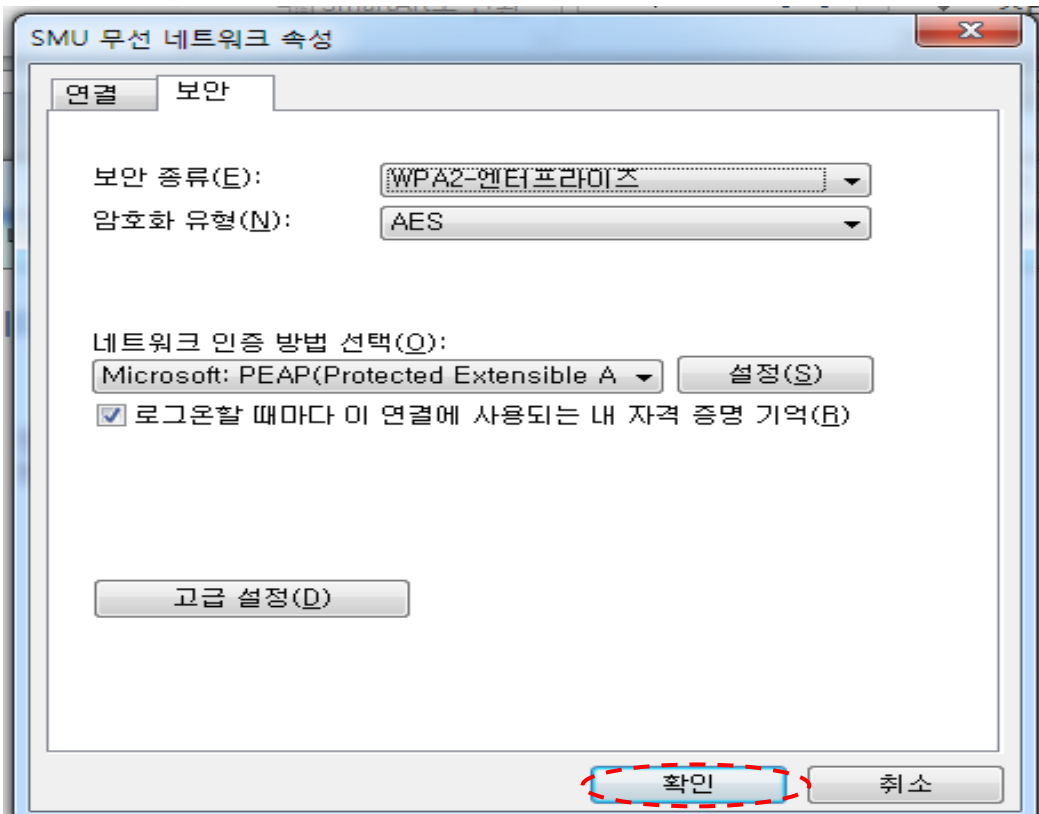 SMU 무선 네트워크 속성
연결 보안
보안 종류(E): WPA2-엔터프라이즈
암호화 유형(N): AES
네트워크 인증 방법 선택(O):
Microsoft: PEAP(Protected Extensible A 설정(S)
로그온할 때마다 이 연결에 사용되는 내 자격 증명 기억(R)
고급 설정(D)
확인 취소